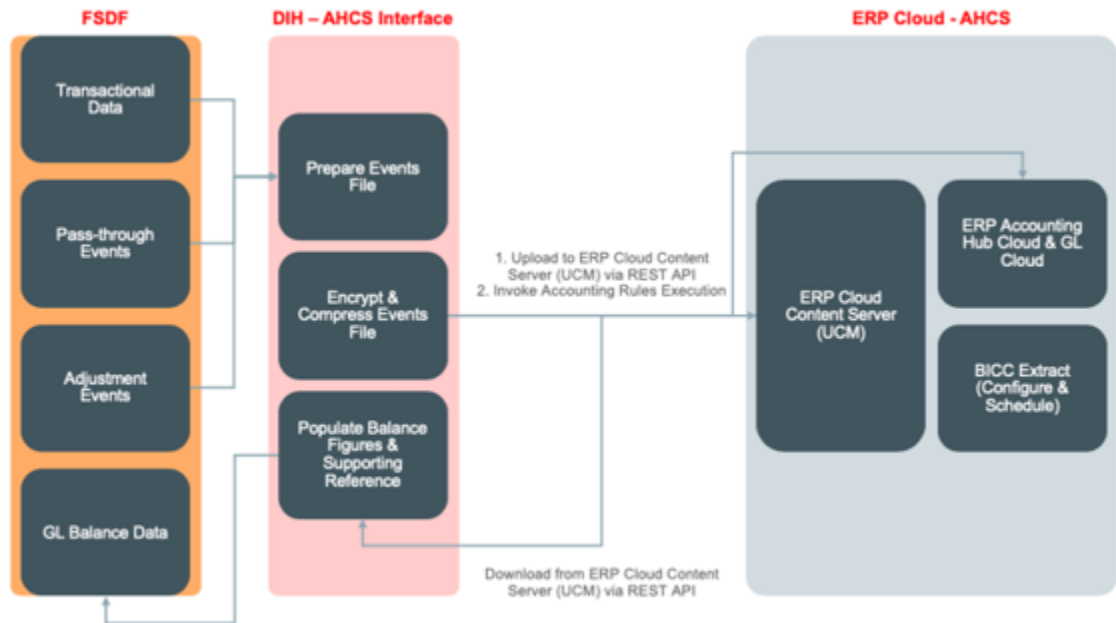 FSDF
Transactional
Data
Pass-through
Events
Adjustment
Events
GL Balance Data
DIH – AHCS Interface
Prepare Events
File
Encrypt &
Compress Events
File
Populate Balance
Figures &
Supporting
Reference
1. Upload to ERP Cloud Content
Server (UCM) via REST API
2. Invoke Accounting Rules Execution
Download from ERP Cloud Content
Server (UCM) via REST API
ERP Cloud - AHCS
ERP Cloud
Content Server
(UCM)
ERP Accounting
Hub Cloud & GL
Cloud
BICC Extract
(Configure &
Schedule)